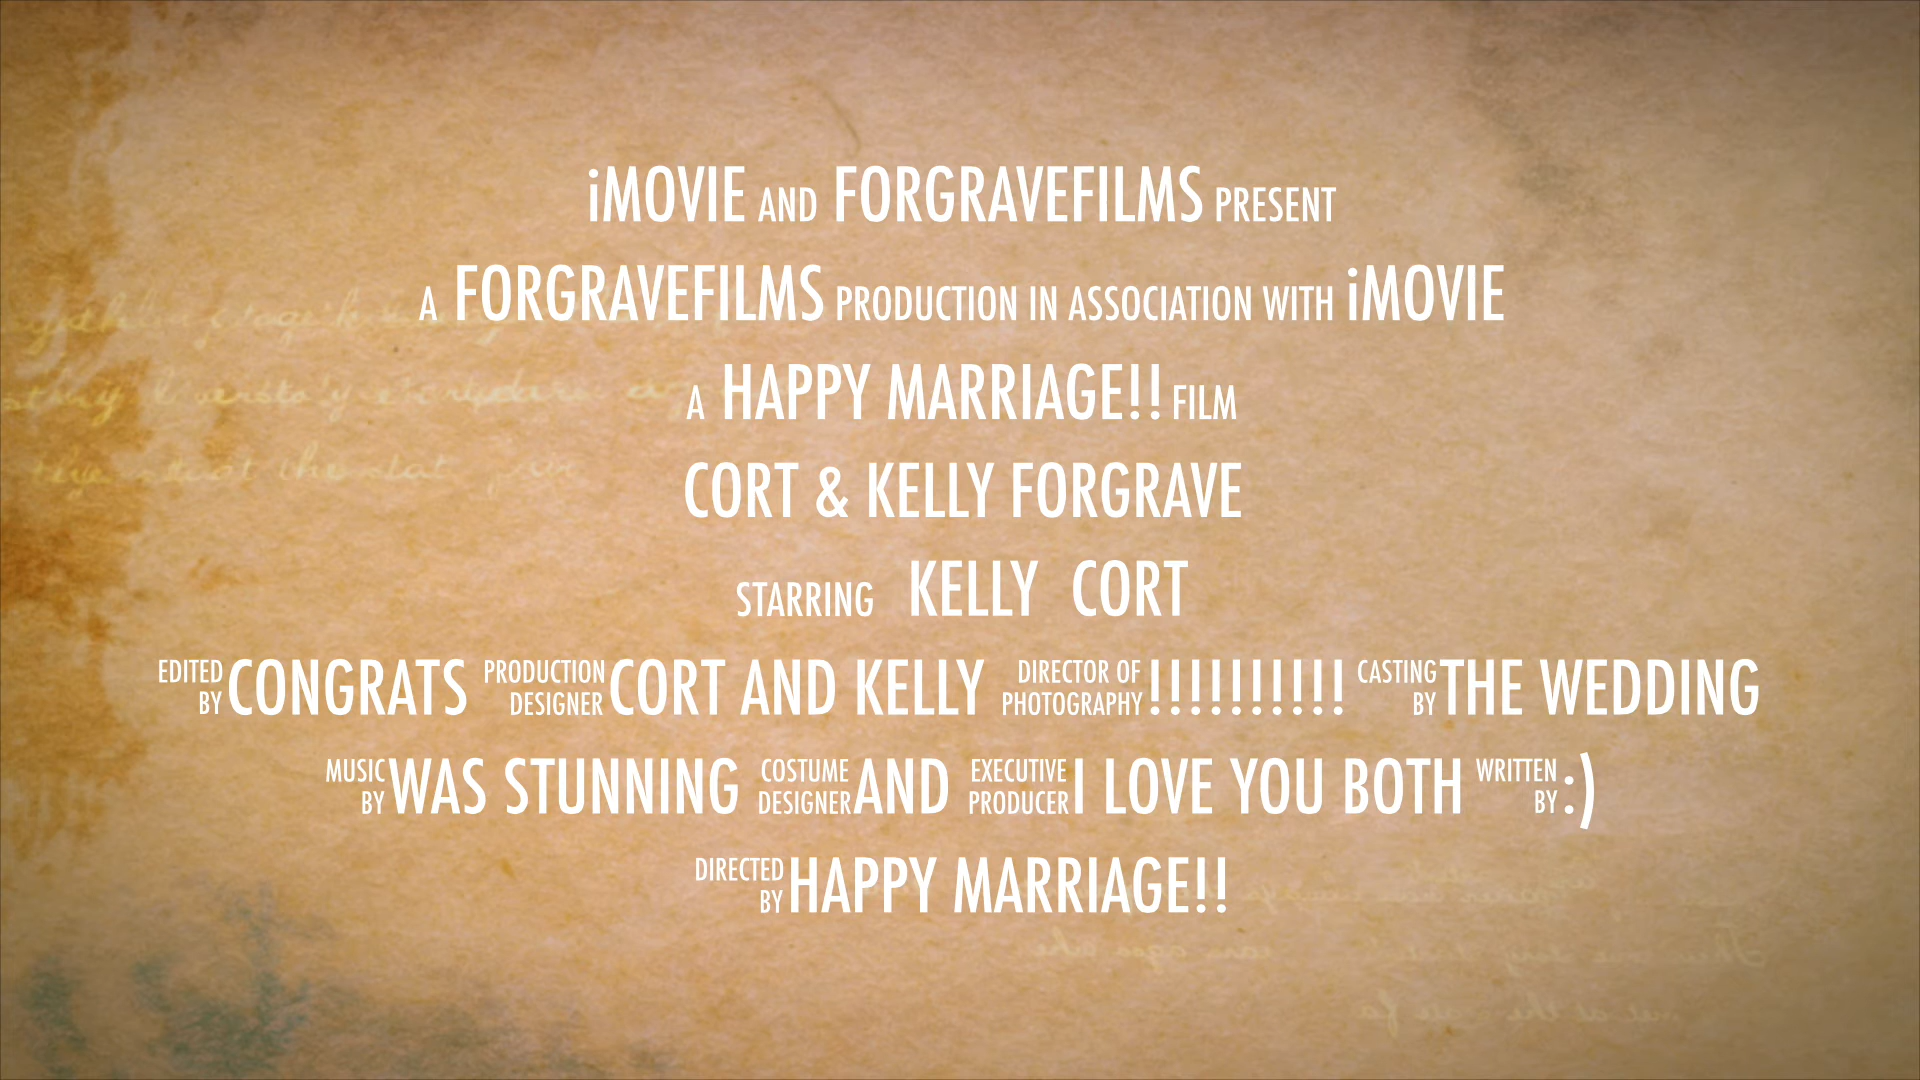 iMOVIE AND FORGRAVEFILMS PRESENT
A FORGRAVEFILMS PRODUCTION IN ASSOCIATION WITH iMOVIE
A HAPPY MARRIAGE!! FILM
CORT & KELLY FORGRAVE
STARRING KELLY CORT
EDITED BY CONGRATS PRODUCTION DESIGNER CORT AND KELLY DIRECTOR OF PHOTOGRAPHY !!!!!!!!!! CASTING BY THE WEDDING
MUSIC BY WAS STUNNING COSTUME DESIGNER AND EXECUTIVE PRODUCER I LOVE YOU BOTH WRITTEN BY :)
DIRECTED BY HAPPY MARRIAGE!!